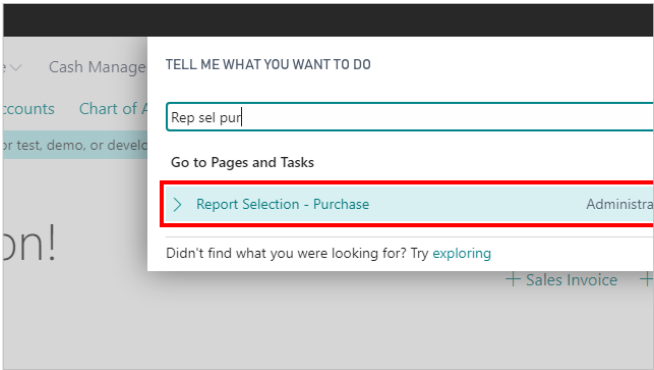 Cash Manage
TELL ME WHAT YOU WANT TO DO
ccounts Chart of A
Rep sel pur
or test, demo, or develo
Go to Pages and Tasks
Report Selection - Purchase Administra
on!
Didn't find what you were looking for? Try exploring
+ Sales Invoice +